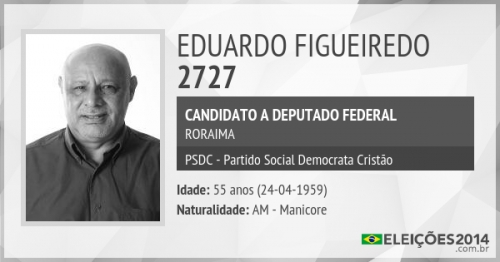 EDUARDO FIGUEIREDO
2727
CANDIDATO A DEPUTADO FEDERAL
RORAIMA
PSDC - Partido Social Democrata Cristão
Idade: 55 anos (24-04-1959)
Naturalidade: AM - Manicore
ELEIÇÕES2014
.com.br